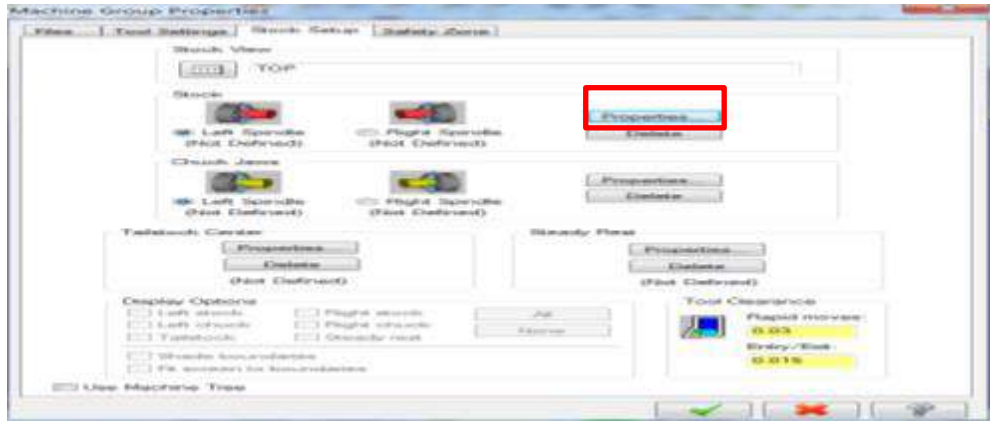 Machine Group Properties
Files Tool Settings Stock Setup Safety Zone
Stock View
TOP
Stock
Left Spindle Right Spindle Properties...
(Not Defined) (Not Defined) Delete
Chuck Jaws
Left Spindle Right Spindle Properties...
(Not Defined) (Not Defined) Delete
Tailstock Center Steady Rest
Properties... Properties...
Delete Delete
(Not Defined) (Not Defined)
Display Options Tool Clearance
Left stock Right stock All Rapid moves:
Left chuck Right chuck None 0.03
Tailstock Steady rest Entry/Exit:
Shade boundaries 0.015
Fit screen to boundaries
Use Machine Tree